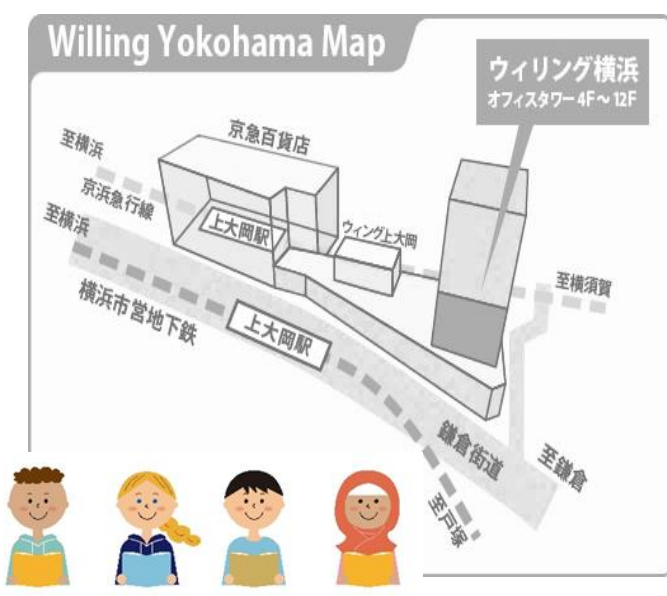 Willing Yokohama Map
ウィリング横浜
オフィスタワー4F～12F
京急百貨店
至横浜
京浜急行線
至横浜
上大岡駅
ウィング上大岡
至横須賀
横浜市営地下鉄
上大岡駅
鎌倉街道
至鎌倉
至戸塚